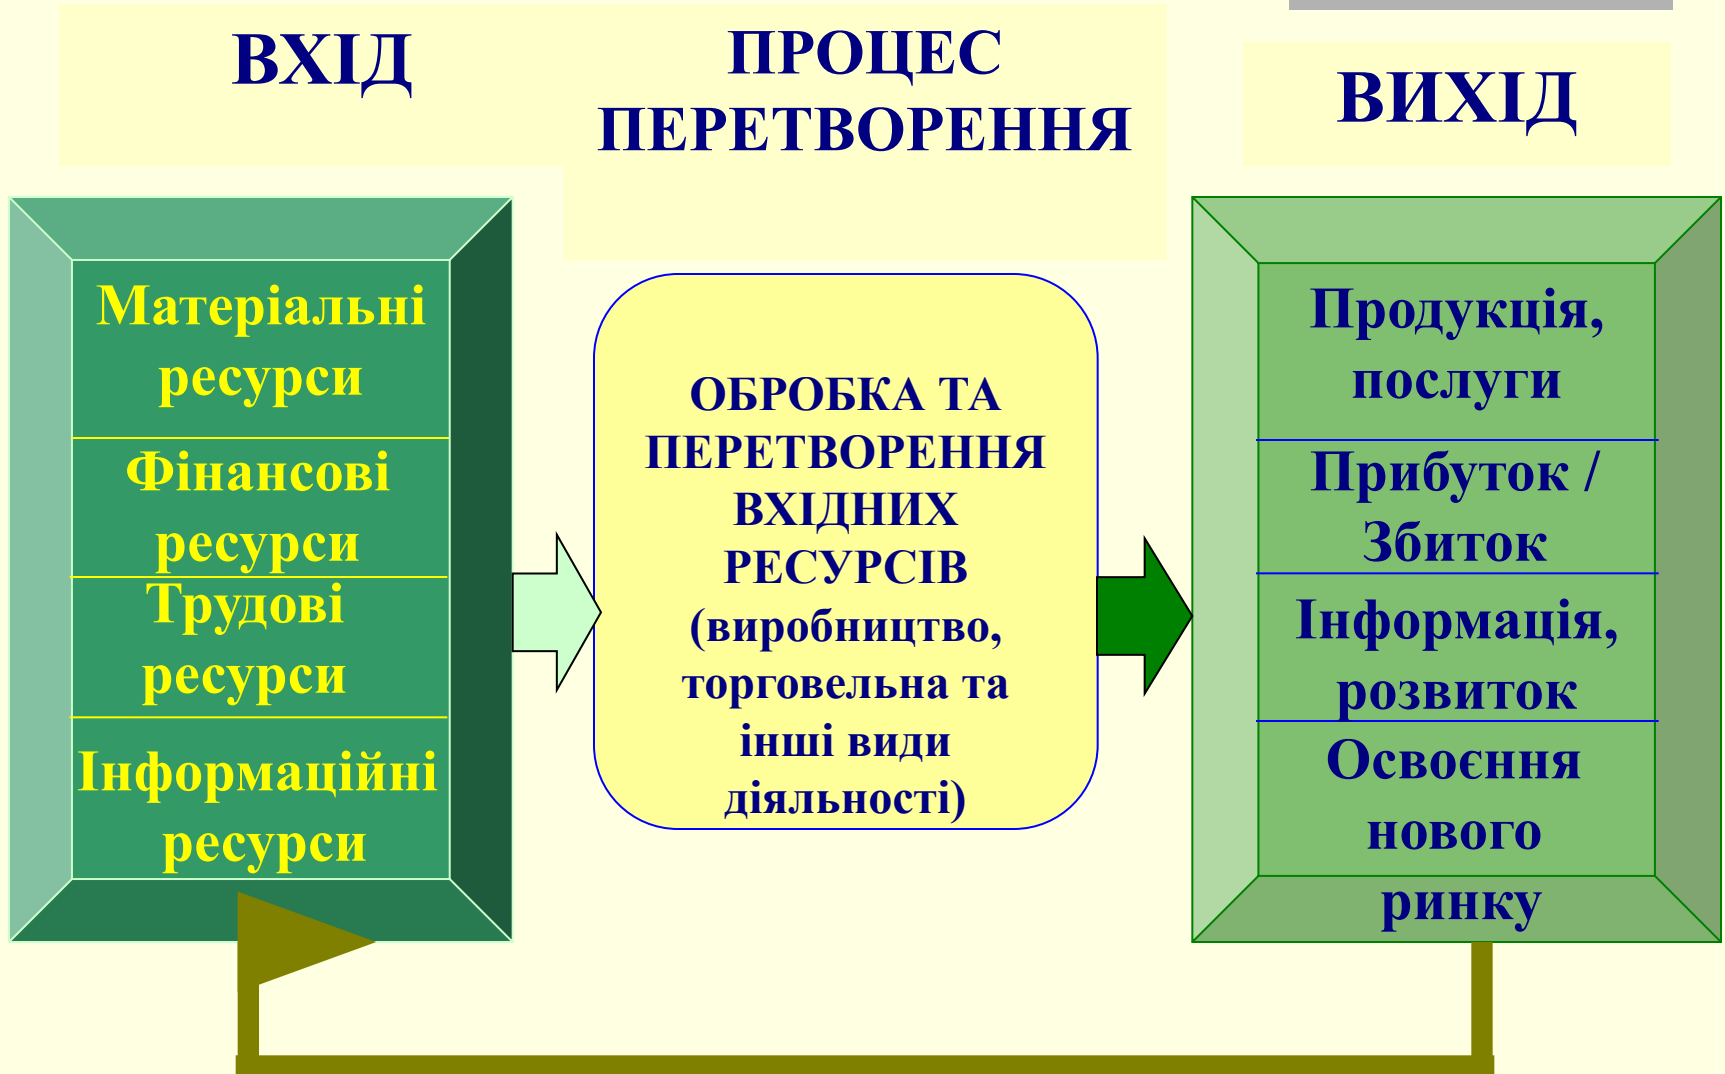 ВХІД
ПРОЦЕС
ПЕРЕТВОРЕННЯ
ВИХІД
Матеріальні
ресурси
Фінансові
ресурси
Трудові
ресурси
Інформаційні
ресурси
ОБРОБКА ТА
ПЕРЕТВОРЕННЯ
ВХІДНИХ
РЕСУРСІВ
(виробництво,
торговельна та
інші види
діяльності)
Продукція,
послуги
Прибуток /
Збиток
Інформація,
розвиток
Освоєння
нового
ринку